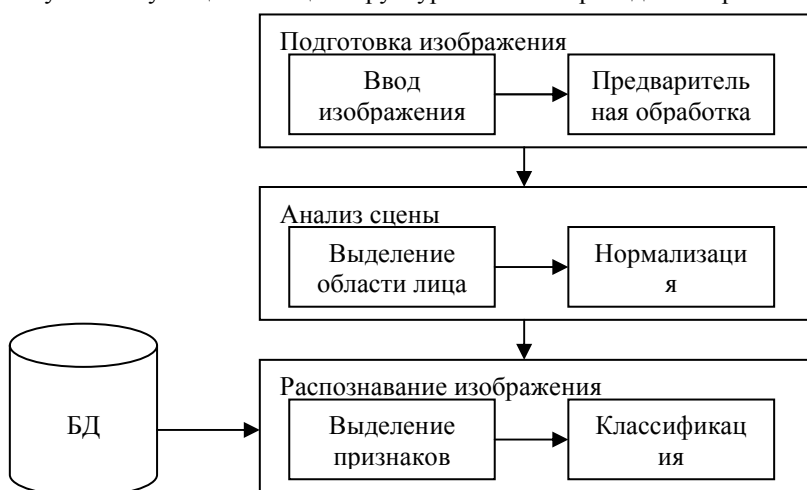 Подготовка изображения
Ввод
изображения
Предваритель
ная обработка
Анализ сцены
Выделение
области лица
Нормализаци
я
БД
Распознавание изображения
Выделение
признаков
Классификац
ия